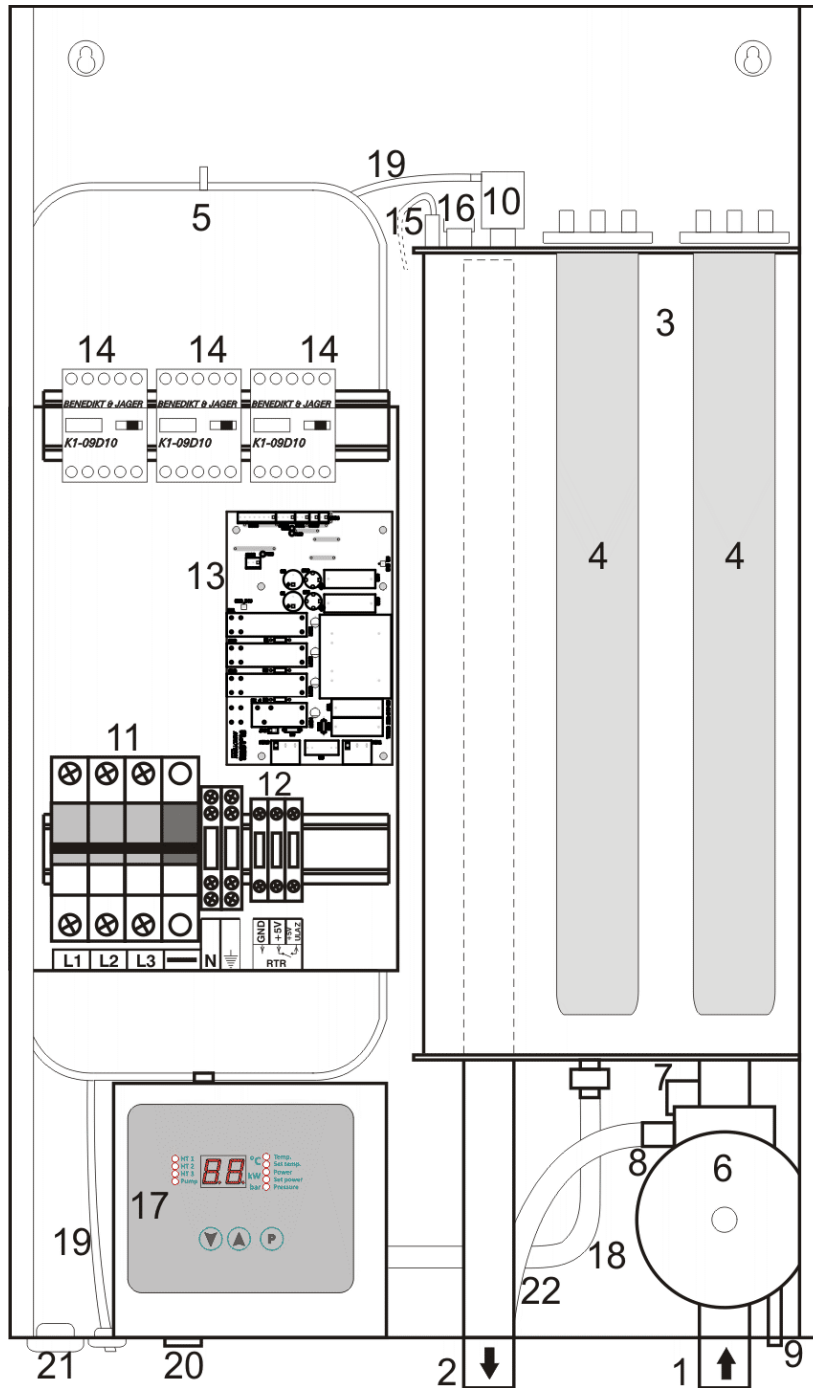 19
5
15
16
10
3
14
14
14
BENEDIKT & JAGER
BENEDIKT & JAGER
BENEDIKT & JAGER
K1-09D10
K1-09D10
K1-09D10
4
4
13
11
12
L1
L2
L3
N
GND
+5V
+5V
ULAZ
RTR
7
8
6
17
HT 1
HT 2
HT 3
Pump
88
°C
kW
bar
Temp.
Set temp.
Power
Set power
Pressure
P
19
18
22
21
20
2
1
9